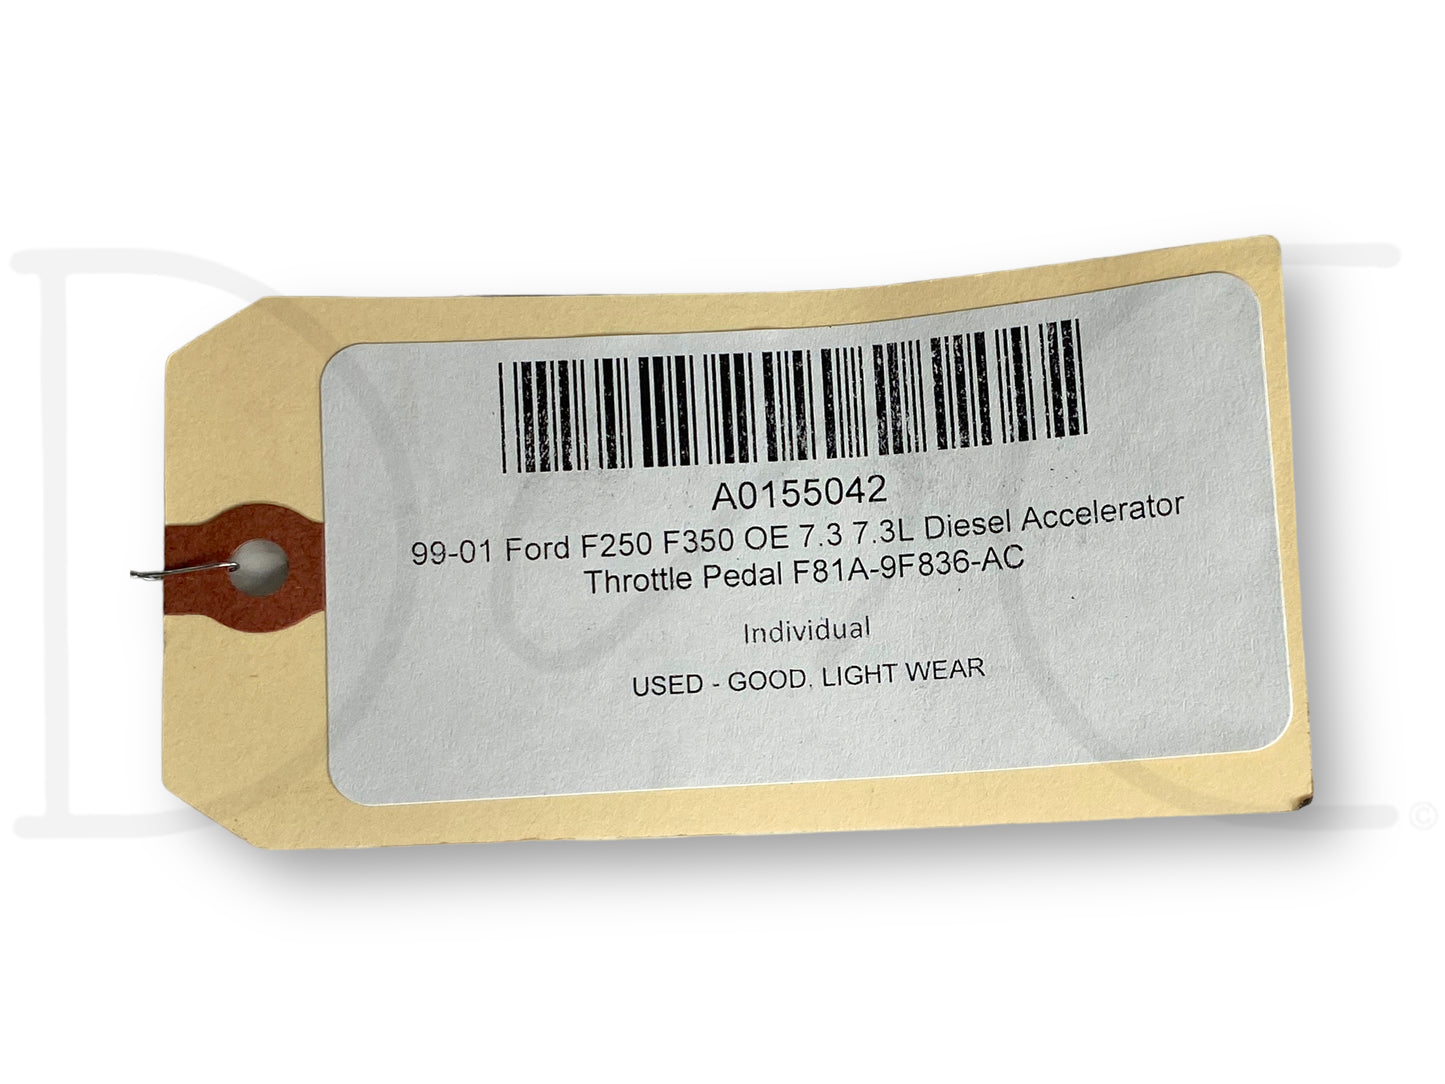 A0155042
99-01 Ford F250 F350 OE 7.3 7.3L Diesel Accelerator
Throttle Pedal F81A-9F836-AC
Individual
USED - GOOD, LIGHT WEAR
©